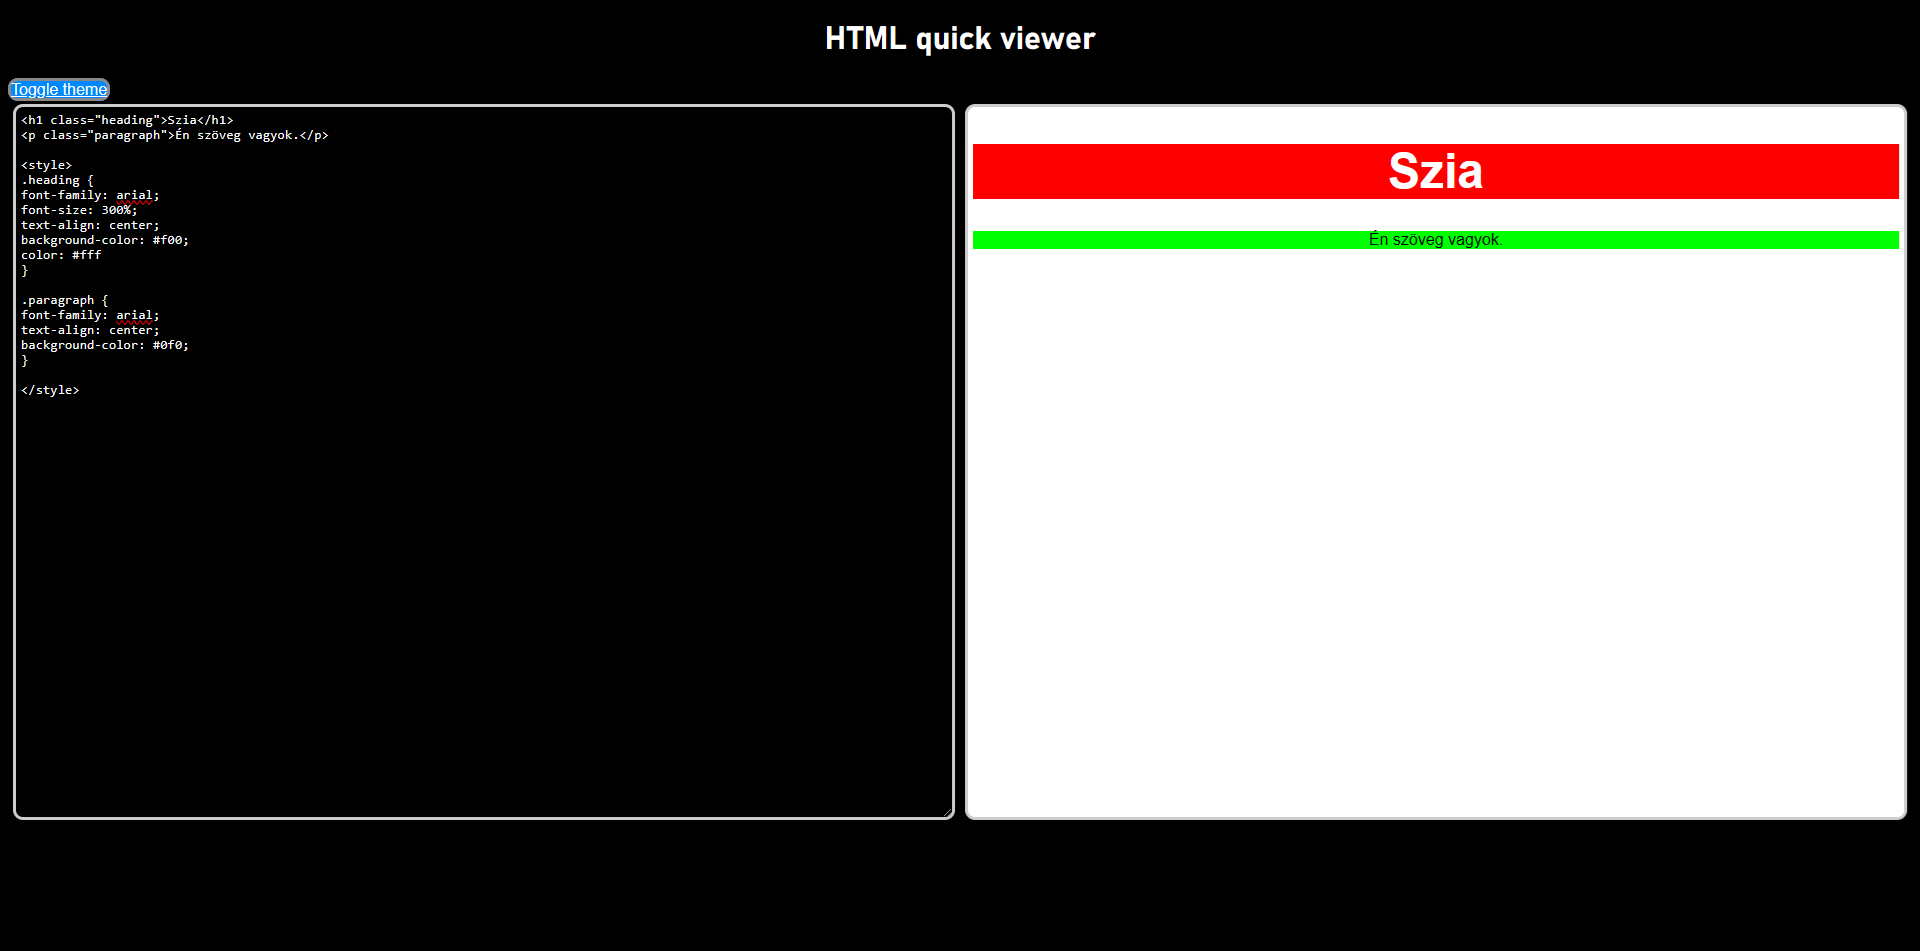 HTML quick viewer
Toggle theme
<h1 class="heading">Szia</h1>
<p class="paragraph">Én szöveg vagyok.</p>
<style>
.heading {
font-family: arial;
font-size: 300%;
text-align: center;
background-color: #f00;
color: #fff
}
.paragraph {
font-family: arial;
text-align: center;
background-color: #0f0;
}
</style>
Szia
Én szöveg vagyok.